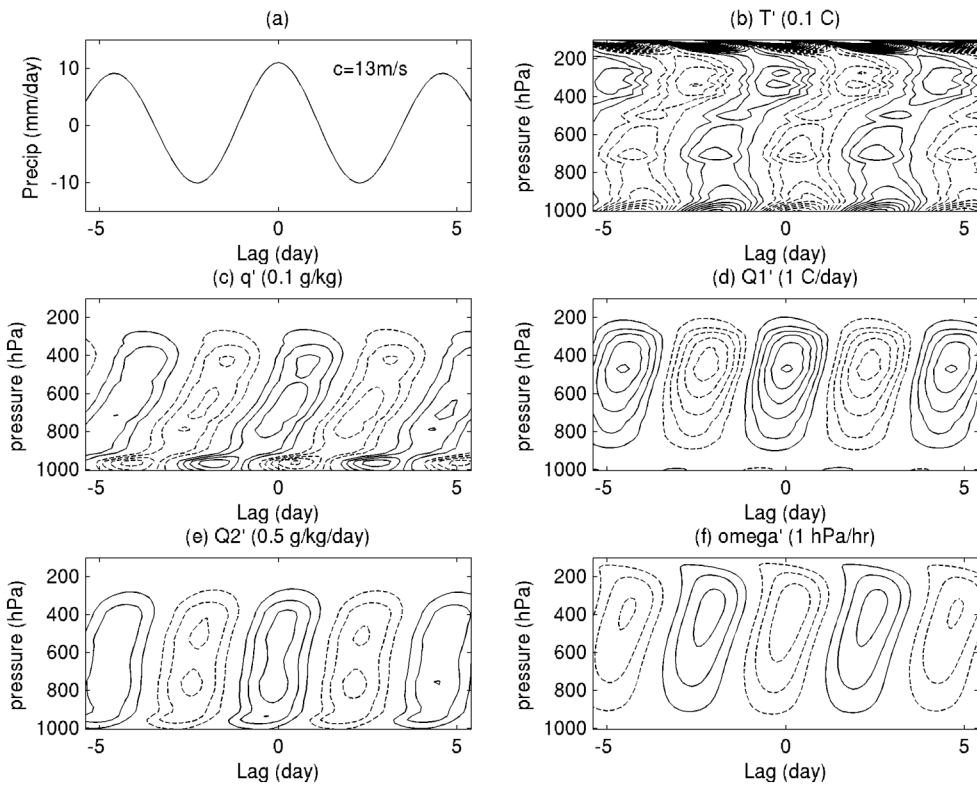 (a)
Precip (mm/day)
10
0
-10
c=13m/s
-5 0 5
Lag (day)
(b) T' (0.1 C)
pressure (hPa)
200
400
600
800
1000
-5 0 5
Lag (day)
(c) q' (0.1 g/kg)
pressure (hPa)
200
400
600
800
1000
-5 0 5
Lag (day)
(d) Q1' (1 C/day)
pressure (hPa)
200
400
600
800
1000
-5 0 5
Lag (day)
(e) Q2' (0.5 g/kg/day)
pressure (hPa)
200
400
600
800
1000
-5 0 5
Lag (day)
(f) omega' (1 hPa/hr)
pressure (hPa)
200
400
600
800
1000
-5 0 5
Lag (day)